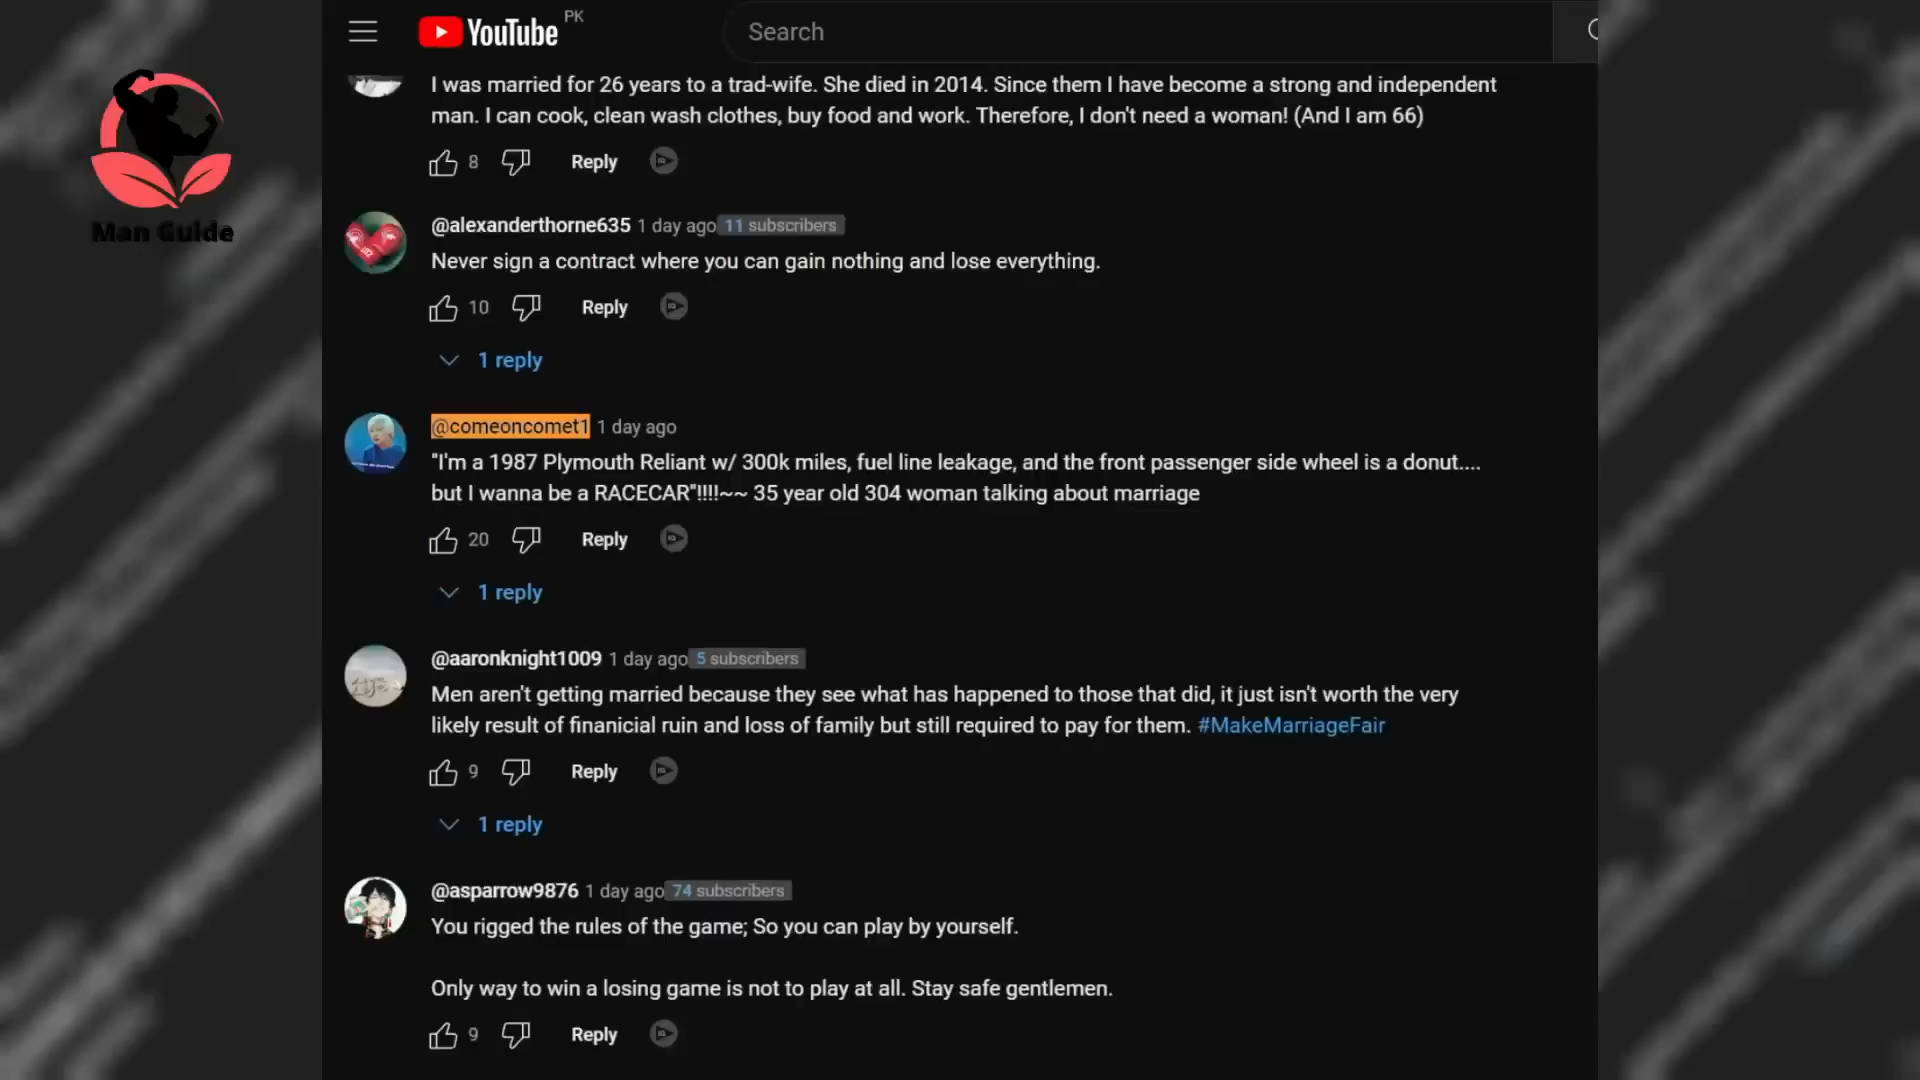 YouTube PK
Search
Man Guide
I was married for 26 years to a trad-wife. She died in 2014. Since them I have become a strong and independent
man. I can cook, clean wash clothes, buy food and work. Therefore, I don't need a woman! (And I am 66)
8 Reply
@alexanderthorne635 1 day ago 11 subscribers
Never sign a contract where you can gain nothing and lose everything.
10 Reply
1 reply
@comeoncomet1 1 day ago
"I'm a 1987 Plymouth Reliant w/ 300k miles, fuel line leakage, and the front passenger side wheel is a donut....
but I wanna be a RACECAR"!!!!~~ 35 year old 304 woman talking about marriage
20 Reply
1 reply
@aaronknight1009 1 day ago 5 subscribers
Men aren't getting married because they see what has happened to those that did, it just isn't worth the very
likely result of finanicial ruin and loss of family but still required to pay for them. #MakeMarriageFair
9 Reply
1 reply
@asparrow9876 1 day ago 74 subscribers
You rigged the rules of the game; So you can play by yourself.
Only way to win a losing game is not to play at all. Stay safe gentlemen.
9 Reply